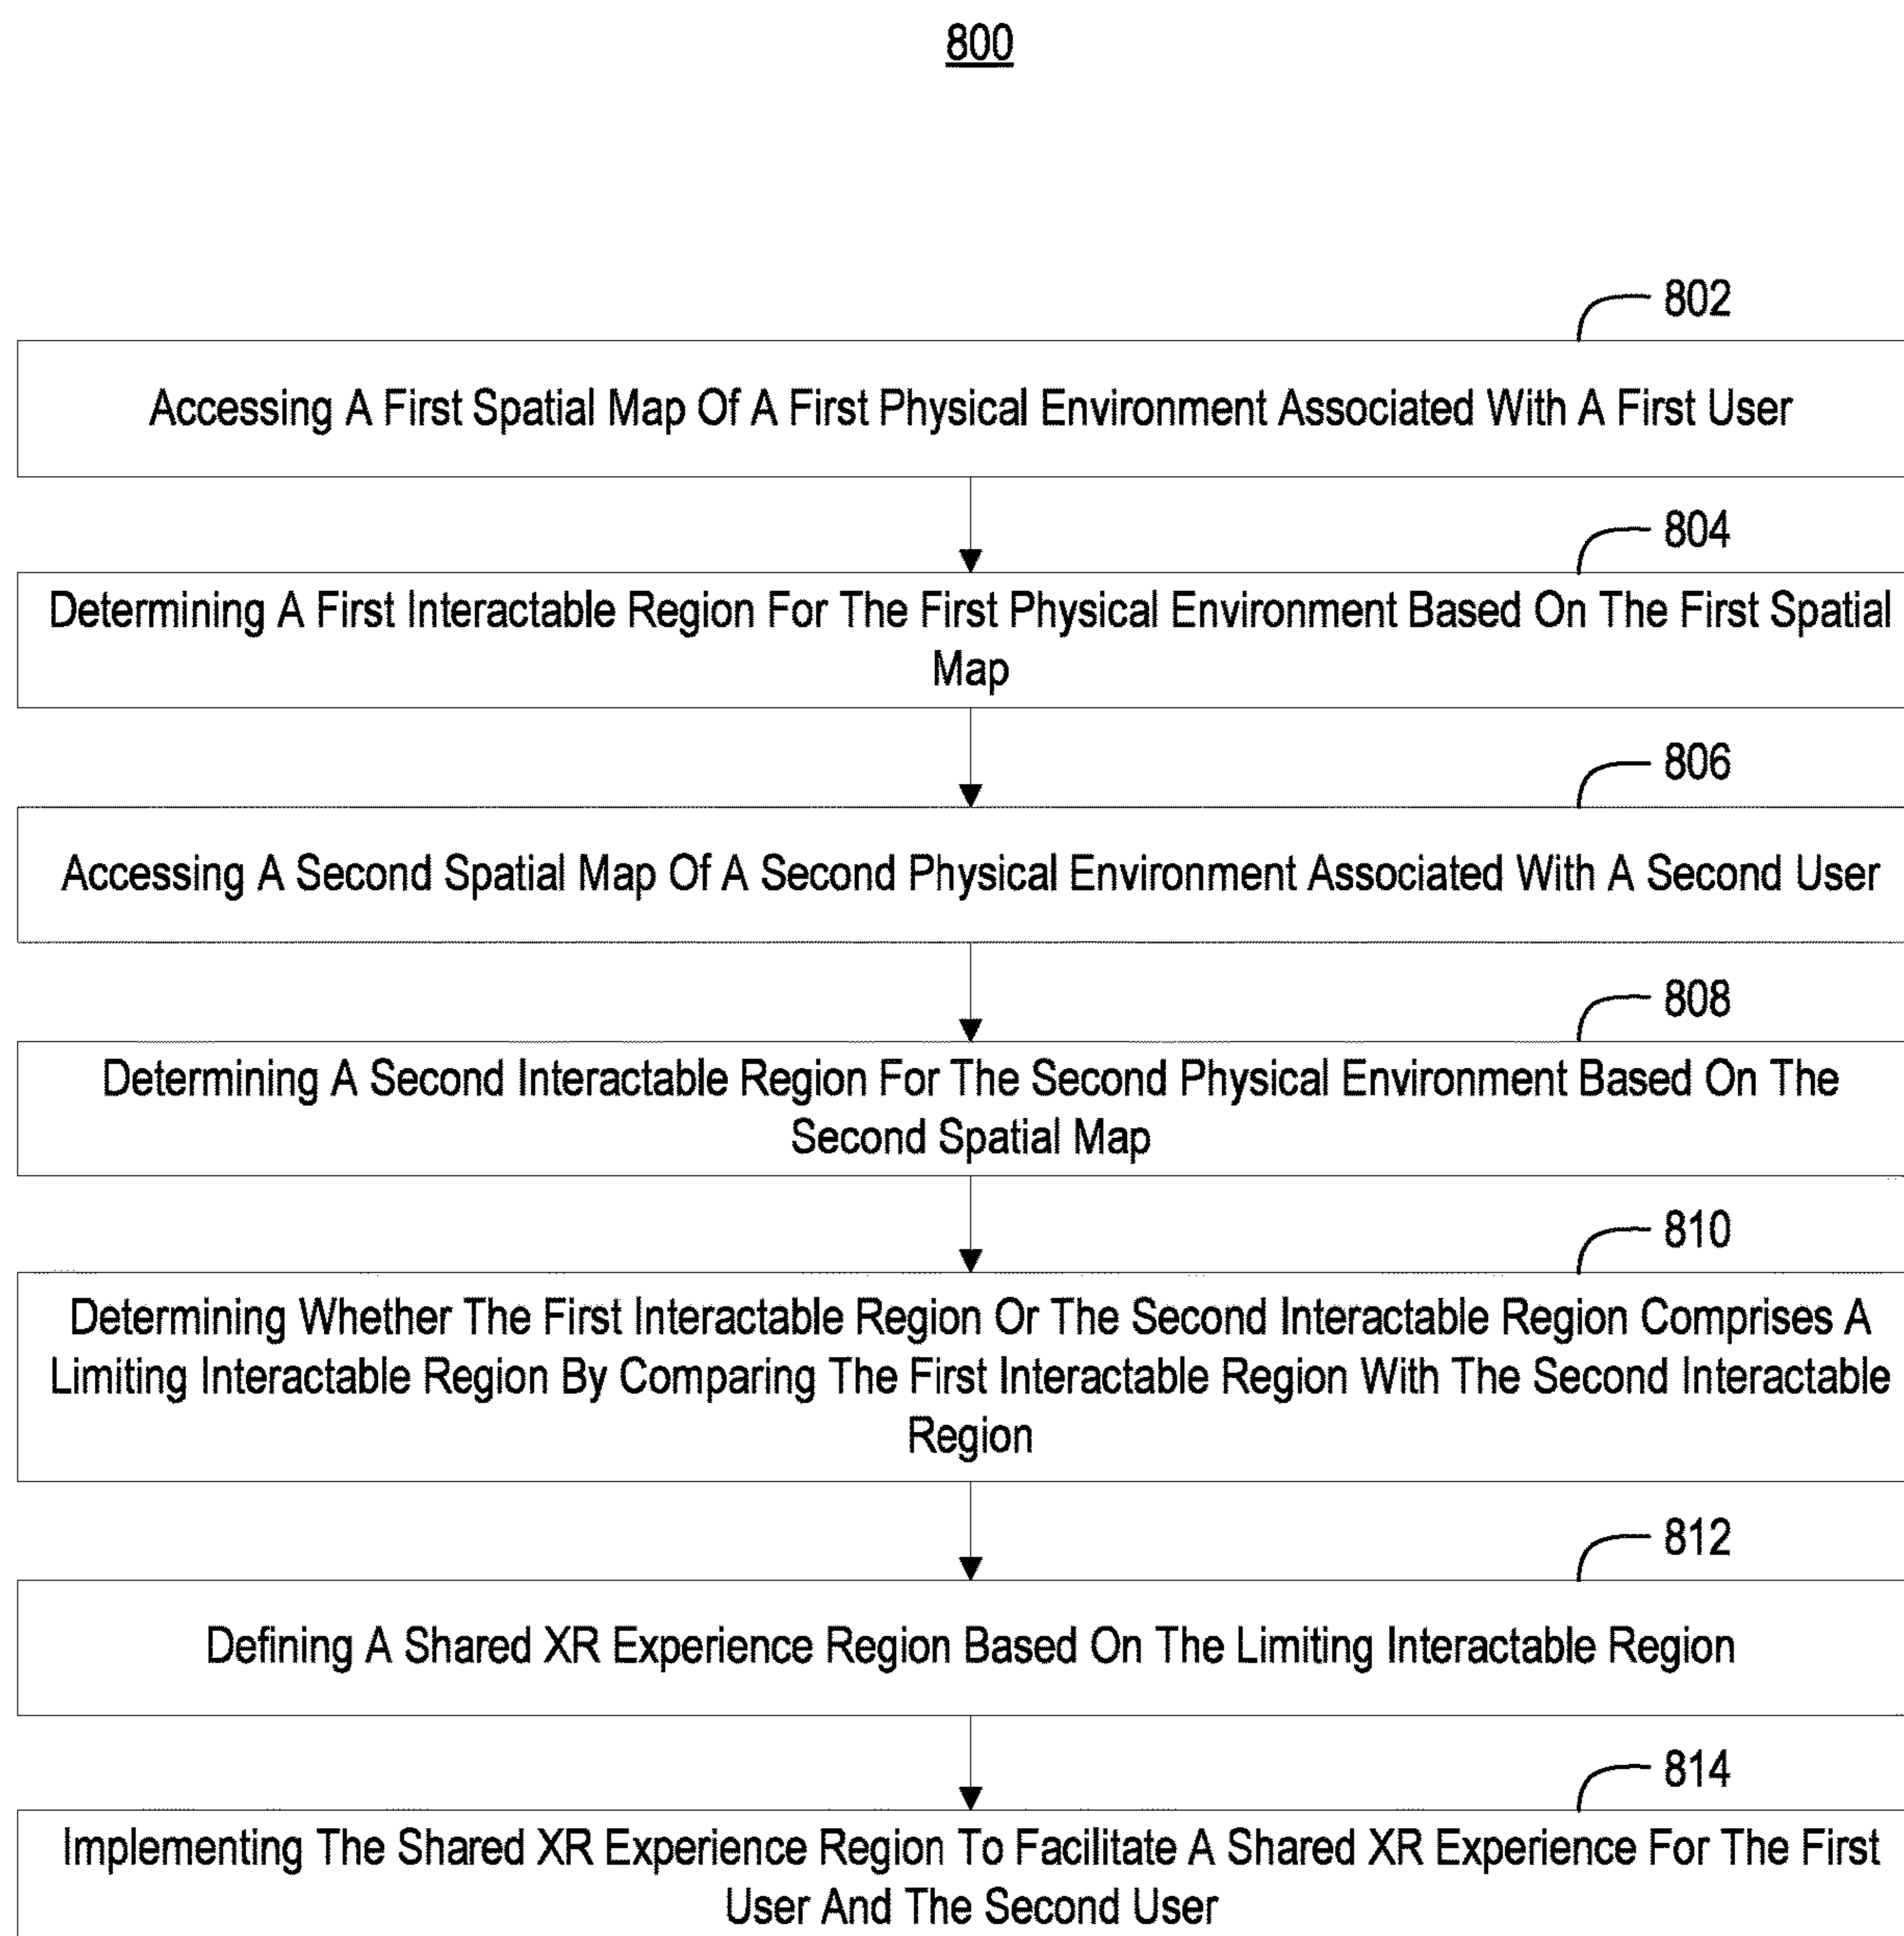 800
802
Accessing A First Spatial Map Of A First Physical Environment Associated With A First User
804
Determining A First Interactable Region For The First Physical Environment Based On The First Spatial
Map
806
Accessing A Second Spatial Map Of A Second Physical Environment Associated With A Second User
808
Determining A Second Interactable Region For The Second Physical Environment Based On The
Second Spatial Map
810
Determining Whether The First Interactable Region Or The Second Interactable Region Comprises A
Limiting Interactable Region By Comparing The First Interactable Region With The Second Interactable
Region
812
Defining A Shared XR Experience Region Based On The Limiting Interactable Region
814
Implementing The Shared XR Experience Region To Facilitate A Shared XR Experience For The First
User And The Second User